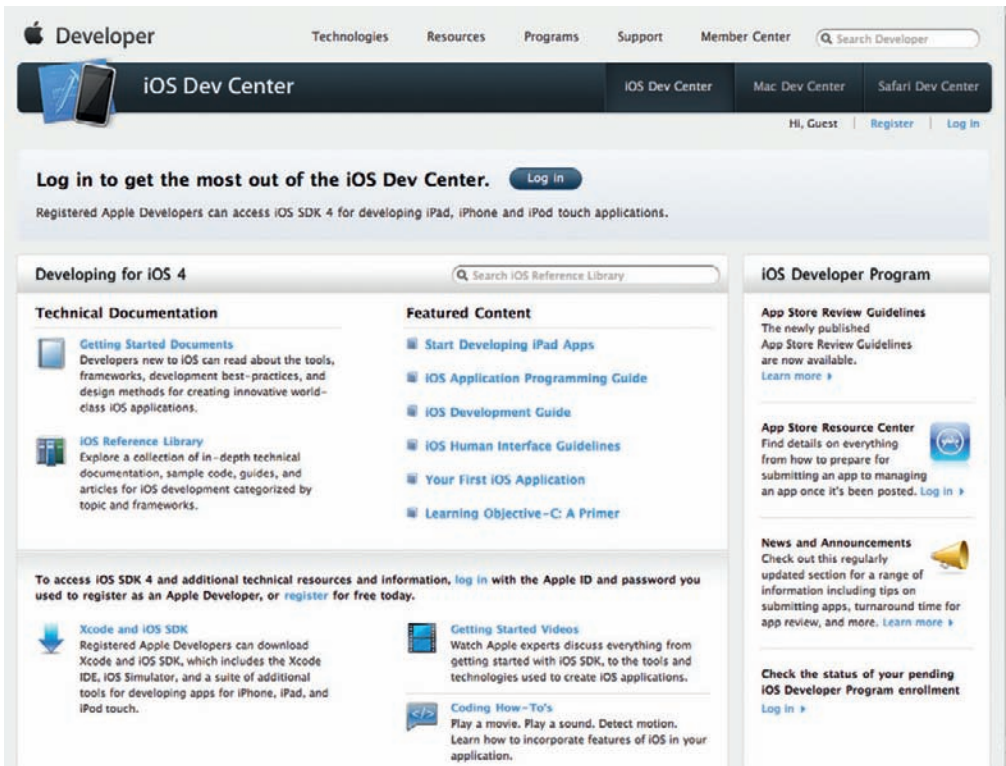 Developer
Technologies Resources Programs Support Member Center Search Developer
iOS Dev Center
iOS Dev Center Mac Dev Center Safari Dev Center
Hi, Guest | Register | Log in
Log in to get the most out of the iOS Dev Center. Log in
Registered Apple Developers can access iOS SDK 4 for developing iPad, iPhone and iPod touch applications.
Developing for iOS 4
Search iOS Reference Library
Technical Documentation
Getting Started Documents
Developers new to iOS can read about the tools,
frameworks, development best-practices, and
design methods for creating innovative world-
class iOS applications.
iOS Reference Library
Explore a collection of in-depth technical
documentation, sample code, guides, and
articles for iOS development categorized by
topic and frameworks.
Featured Content
Start Developing iPad Apps
iOS Application Programming Guide
iOS Development Guide
iOS Human Interface Guidelines
Your First iOS Application
Learning Objective-C: A Primer
To access iOS SDK 4 and additional technical resources and information, log in with the Apple ID and password you
used to register as an Apple Developer, or register for free today.
Xcode and iOS SDK
Registered Apple Developers can download
Xcode and iOS SDK, which includes the Xcode
IDE, iOS Simulator, and a suite of additional
tools for developing apps for iPhone, iPad, and
iPod touch.
Getting Started Videos
Watch Apple experts discuss everything from
getting started with iOS SDK, to the tools and
technologies used to create iOS applications.
Coding How-To's
Play a movie. Play a sound. Detect motion.
Learn how to incorporate features of iOS in your
application.
iOS Developer Program
App Store Review Guidelines
The newly published
App Store Review Guidelines
are now available.
Learn more
App Store Resource Center
Find details on everything
from how to prepare for
submitting an app to managing
an app once it's been posted. Log in
News and Announcements
Check out this regularly
updated section for a range of
information including tips on
submitting apps, turnaround time for
app review, and more. Learn more
Check the status of your pending
iOS Developer Program enrollment
Log in